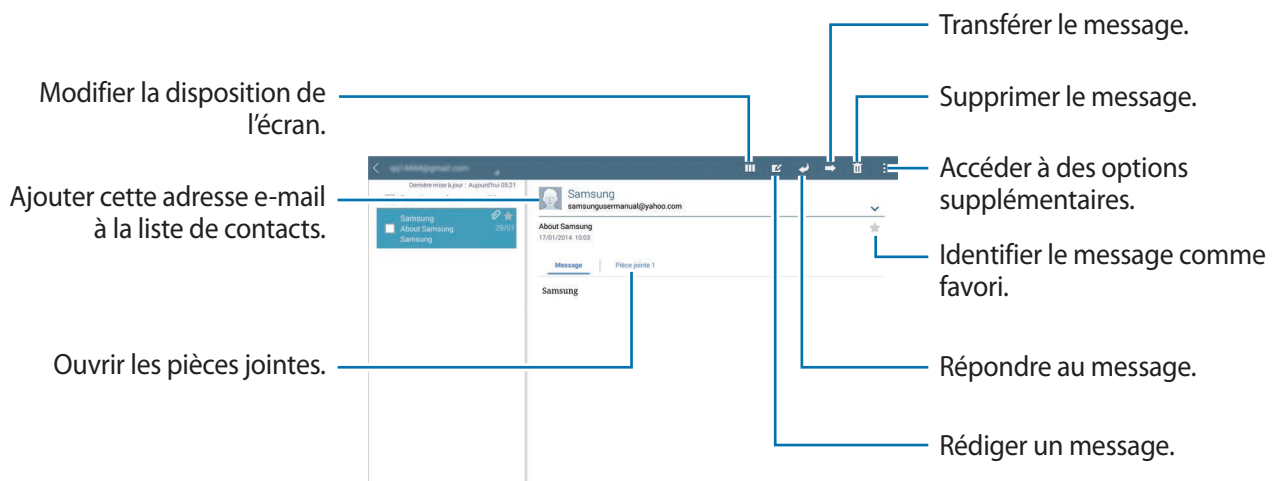 Transférer le message.
Modifier la disposition de
l'écran.
Supprimer le message.
Accéder à des options
supplémentaires.
Ajouter cette adresse e-mail
à la liste de contacts.
Identifier le message comme
favori.
Ouvrir les pièces jointes.
Répondre au message.
Rédiger un message.
Dernière mise à jour : Aujourd'hui 05:21
Samsung
About Samsung
29/01
Samsung
Samsung
samsungusermanual@yahoo.com
About Samsung
17/01/2014 10:03
Message
Pièce jointe 1
Samsung